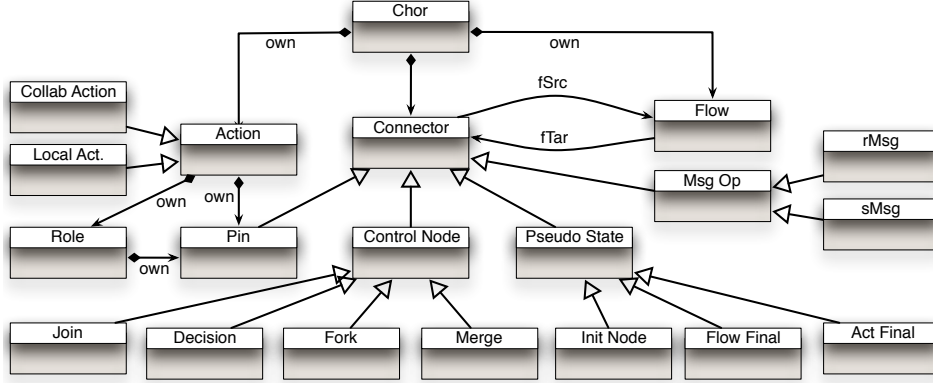 Chor
own
own
Collab Action
fSrc
Flow
Action
Connector
fTar
rMsg
Local Act.
Msg Op
own
own
sMsg
Role
Pin
Control Node
Pseudo State
own
Join
Decision
Fork
Merge
Init Node
Flow Final
Act Final